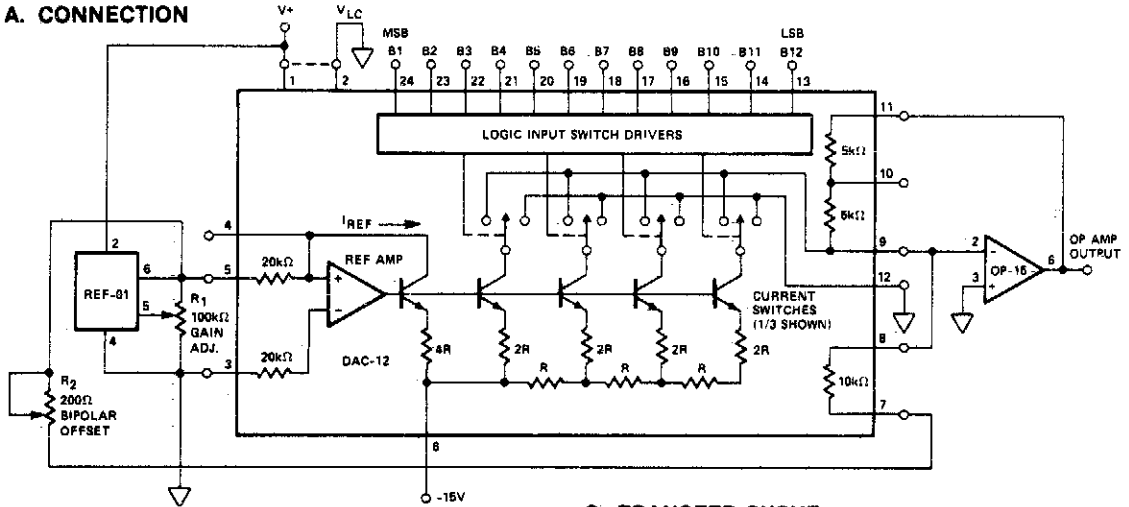 A. CONNECTION
V+
VLC
MSB
LSB
B1 B2 B3 B4 B5 B6 B7 B8 B9 B10 B11 B12
1 2 24 23 22 21 20 19 18 17 16 15 14 13
11
LOGIC INPUT SWITCH DRIVERS
5kΩ
10
5kΩ
4
IREF
2
9
2
6
5
20kΩ
REF AMP
+
-
OP AMP
OUTPUT
REF-01
R1
100kΩ
GAIN
ADJ.
5
4
12
3
+
6
CURRENT
SWITCHES
(1/3 SHOWN)
3
20kΩ
-
DAC-12
4R
2R
2R
2R
2R
8
R
R
R
10kΩ
7
R2
200Ω
BIPOLAR
OFFSET
6
-15V